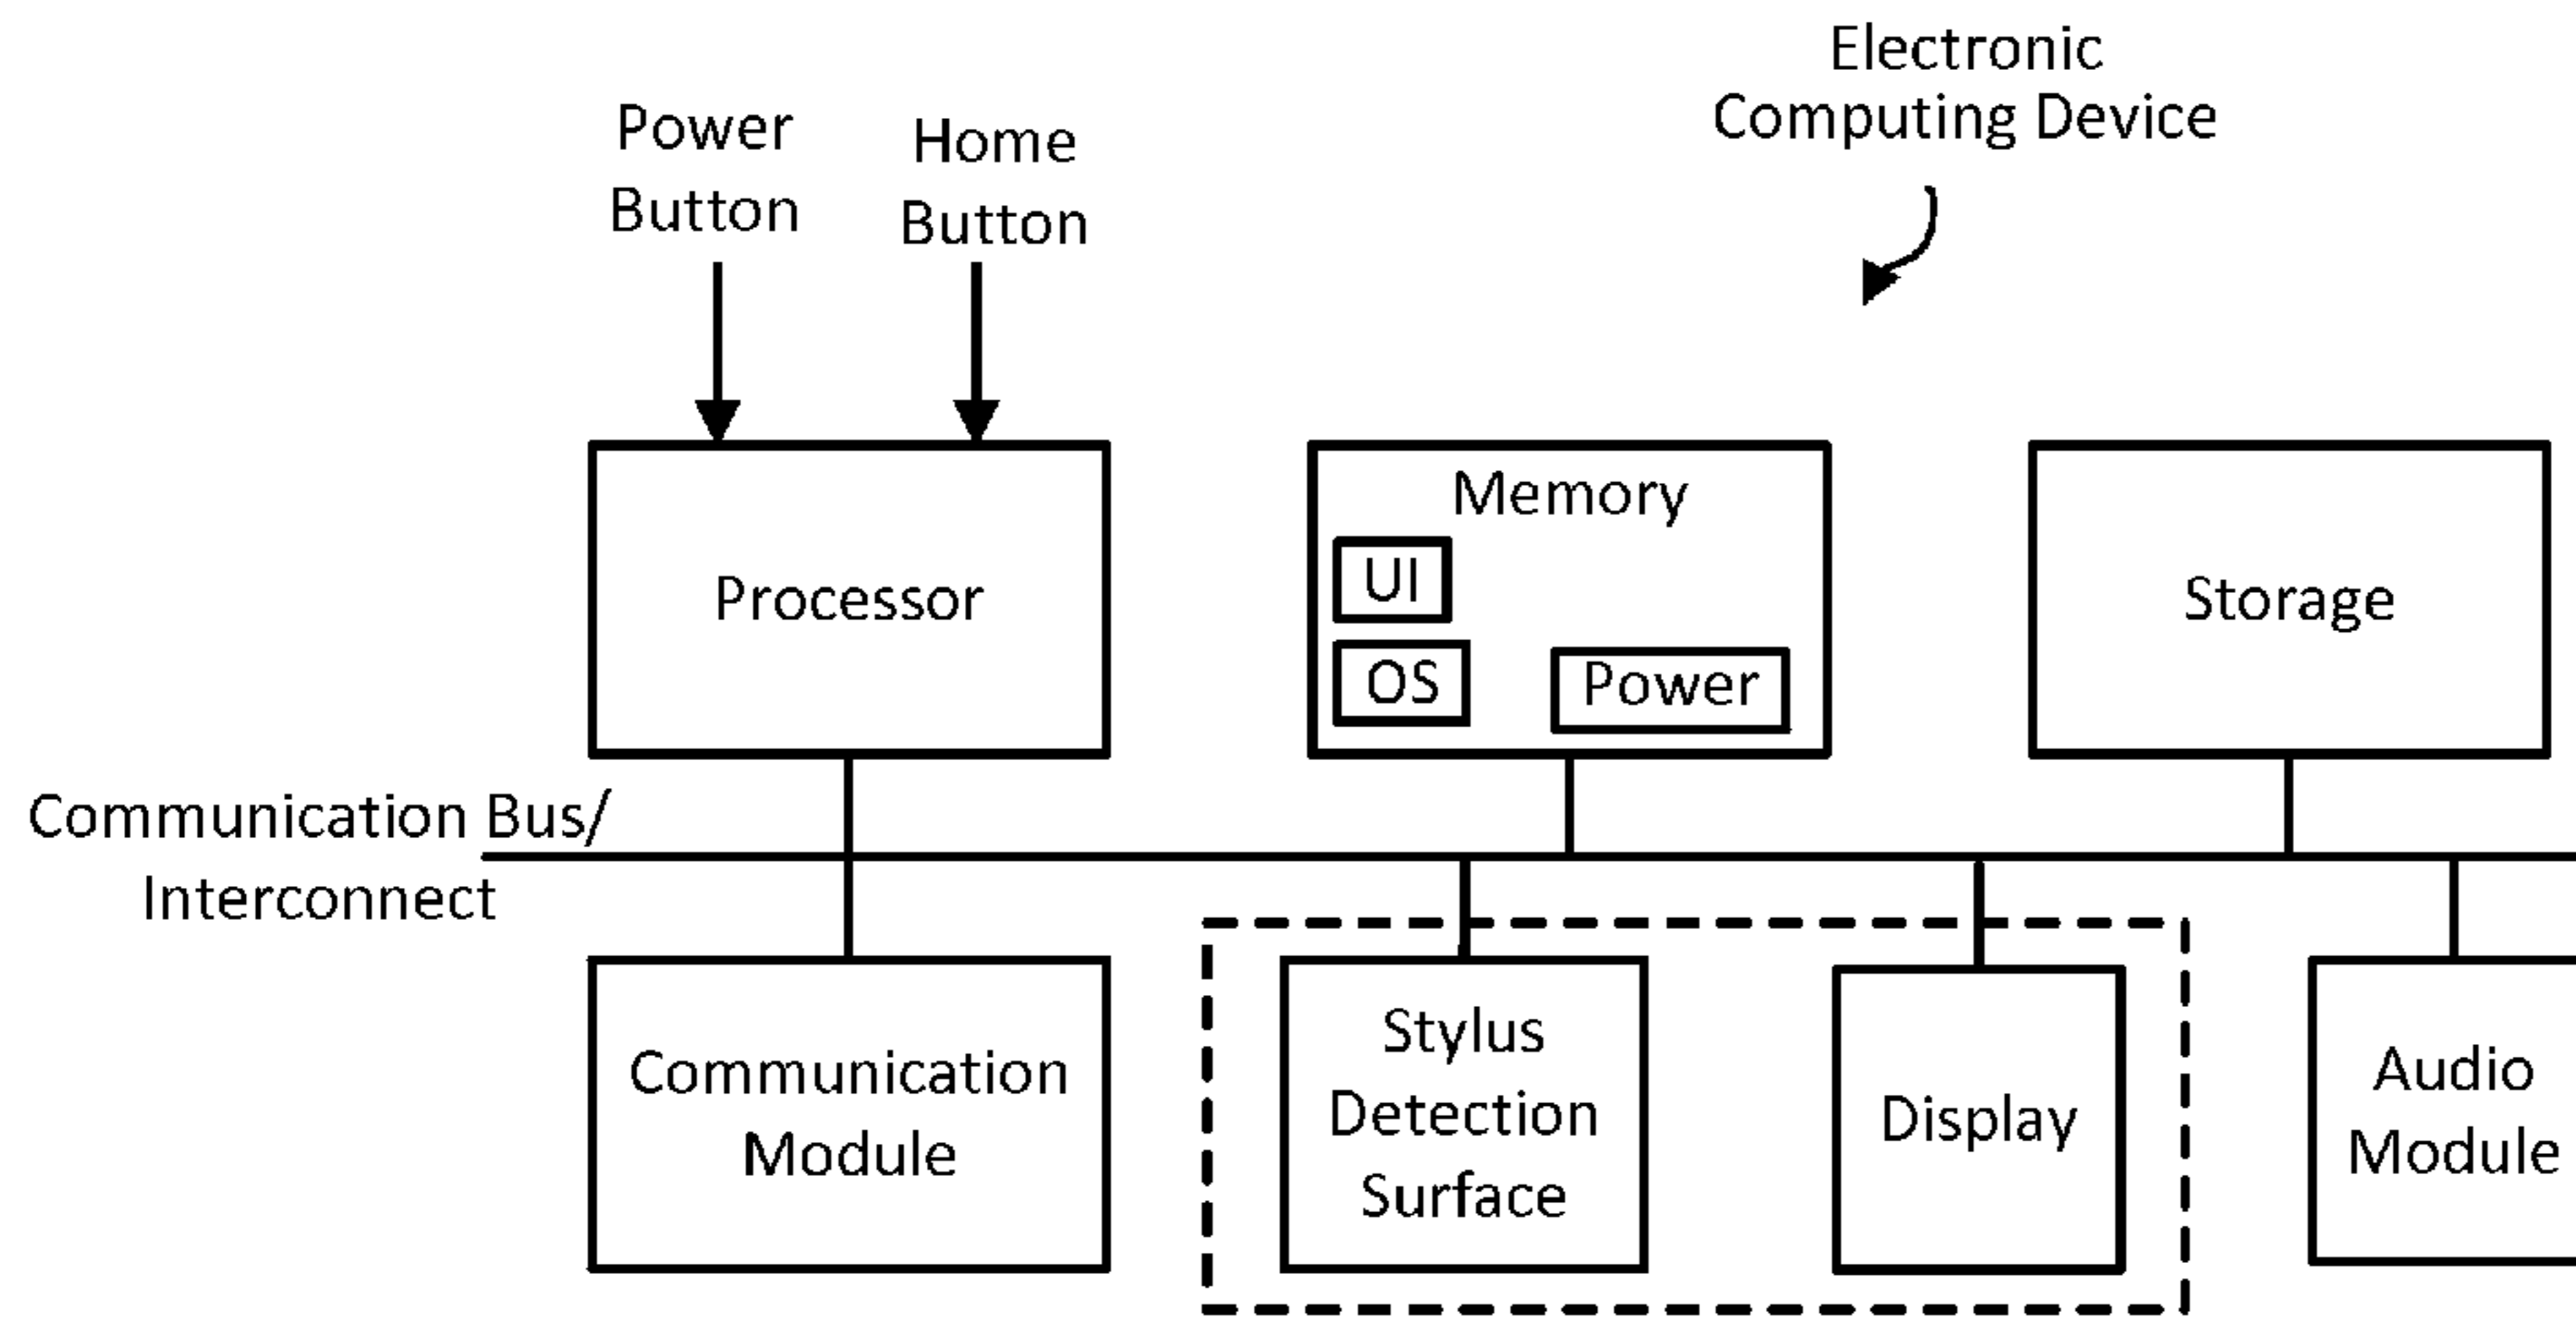 Electronic
Computing Device
Power
Button
Home
Button
Processor
Memory
UI
OS
Power
Storage
Communication Bus/
Interconnect
Communication
Module
Stylus
Detection
Surface
Display
Audio
Module